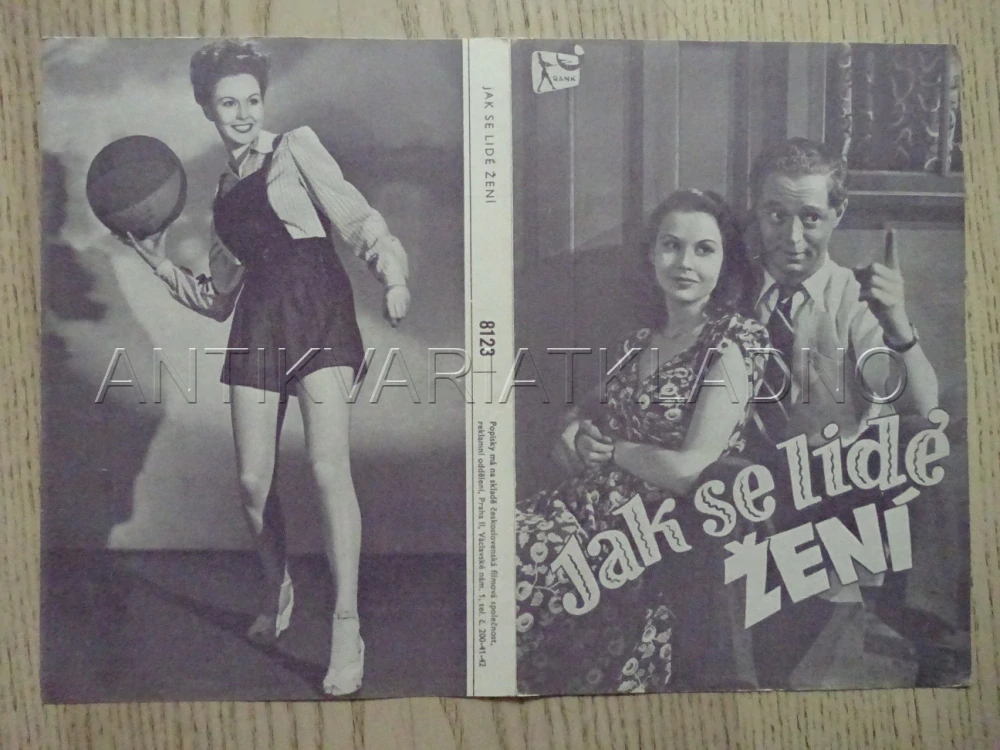 JAK SE LIDÉ ŽENÍ
8123
Popisky má na skladě československá filmová společnost,
reklamní oddělení, Praha II, Václavské nám. 1, tel. č. 200-41-42
RANK
Jak se lidé
ŽENÍ
ANTIKVARIATKLADNO